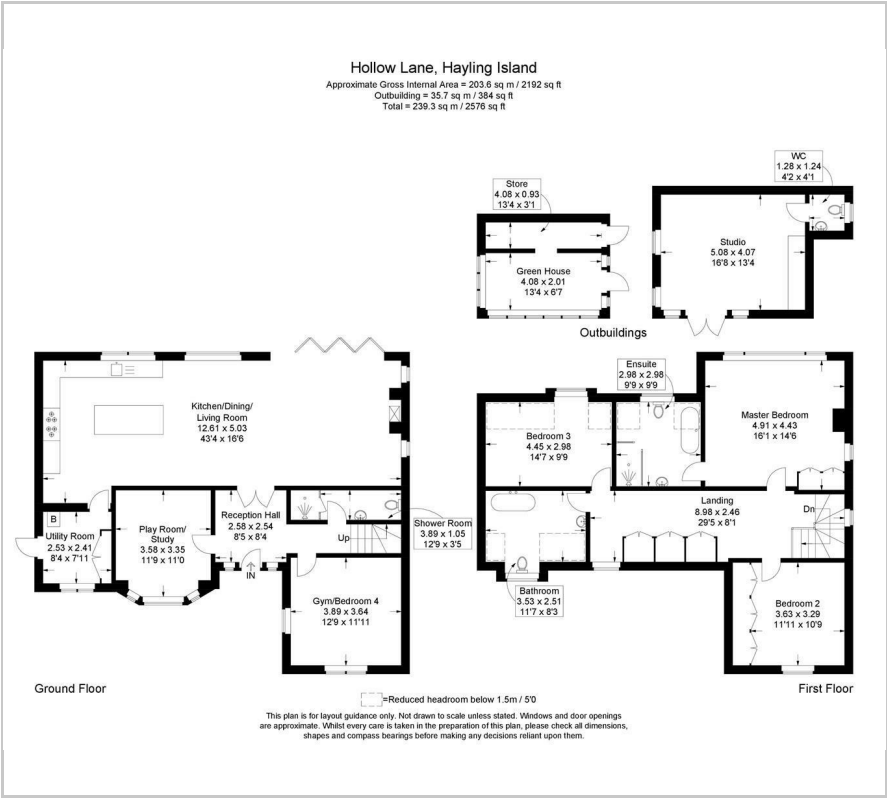 Hollow Lane, Hayling Island
Approximate Gross Internal Area = 203.6 sq m / 2192 sq ft
Outbuilding = 35.7 sq m / 384 sq ft
Total = 239.3 sq m / 2576 sq ft
WC
1.28 x 1.24
4'2 x 4'1
Store
4.08 x 0.93
13'4 x 3'1
Studio
5.08 x 4.07
16'8 x 13'4
Green House
4.08 x 2.01
13'4 x 6'7
Outbuildings
Kitchen/Dining/
Living Room
12.61 x 5.03
43'4 x 16'6
B
Utility Room
2.53 x 2.41
8'4 x 7'11
Play Room/
Study
3.58 x 3.35
11'9 x 11'0
Reception Hall
2.58 x 2.54
8'5 x 8'4
IN
Up
Shower Room
3.89 x 1.05
12'9 x 3'5
Gym/Bedroom 4
3.89 x 3.64
12'9 x 11'11
Ground Floor
Ensuite
2.98 x 2.98
9'9 x 9'9
Bedroom 3
4.45 x 2.98
14'7 x 9'9
Master Bedroom
4.91 x 4.43
16'1 x 14'6
Landing
8.98 x 2.46
29'5 x 8'1
Dn
Bathroom
3.53 x 2.51
11'7 x 8'3
Bedroom 2
3.63 x 3.29
11'11 x 10'9
First Floor
=Reduced headroom below 1.5m / 5'0
This plan is for layout guidance only. Not drawn to scale unless stated. Windows and door openings
are approximate. Whilst every care is taken in the preparation of this plan, please check all dimensions,
shapes and compass bearings before making any decisions reliant upon them.